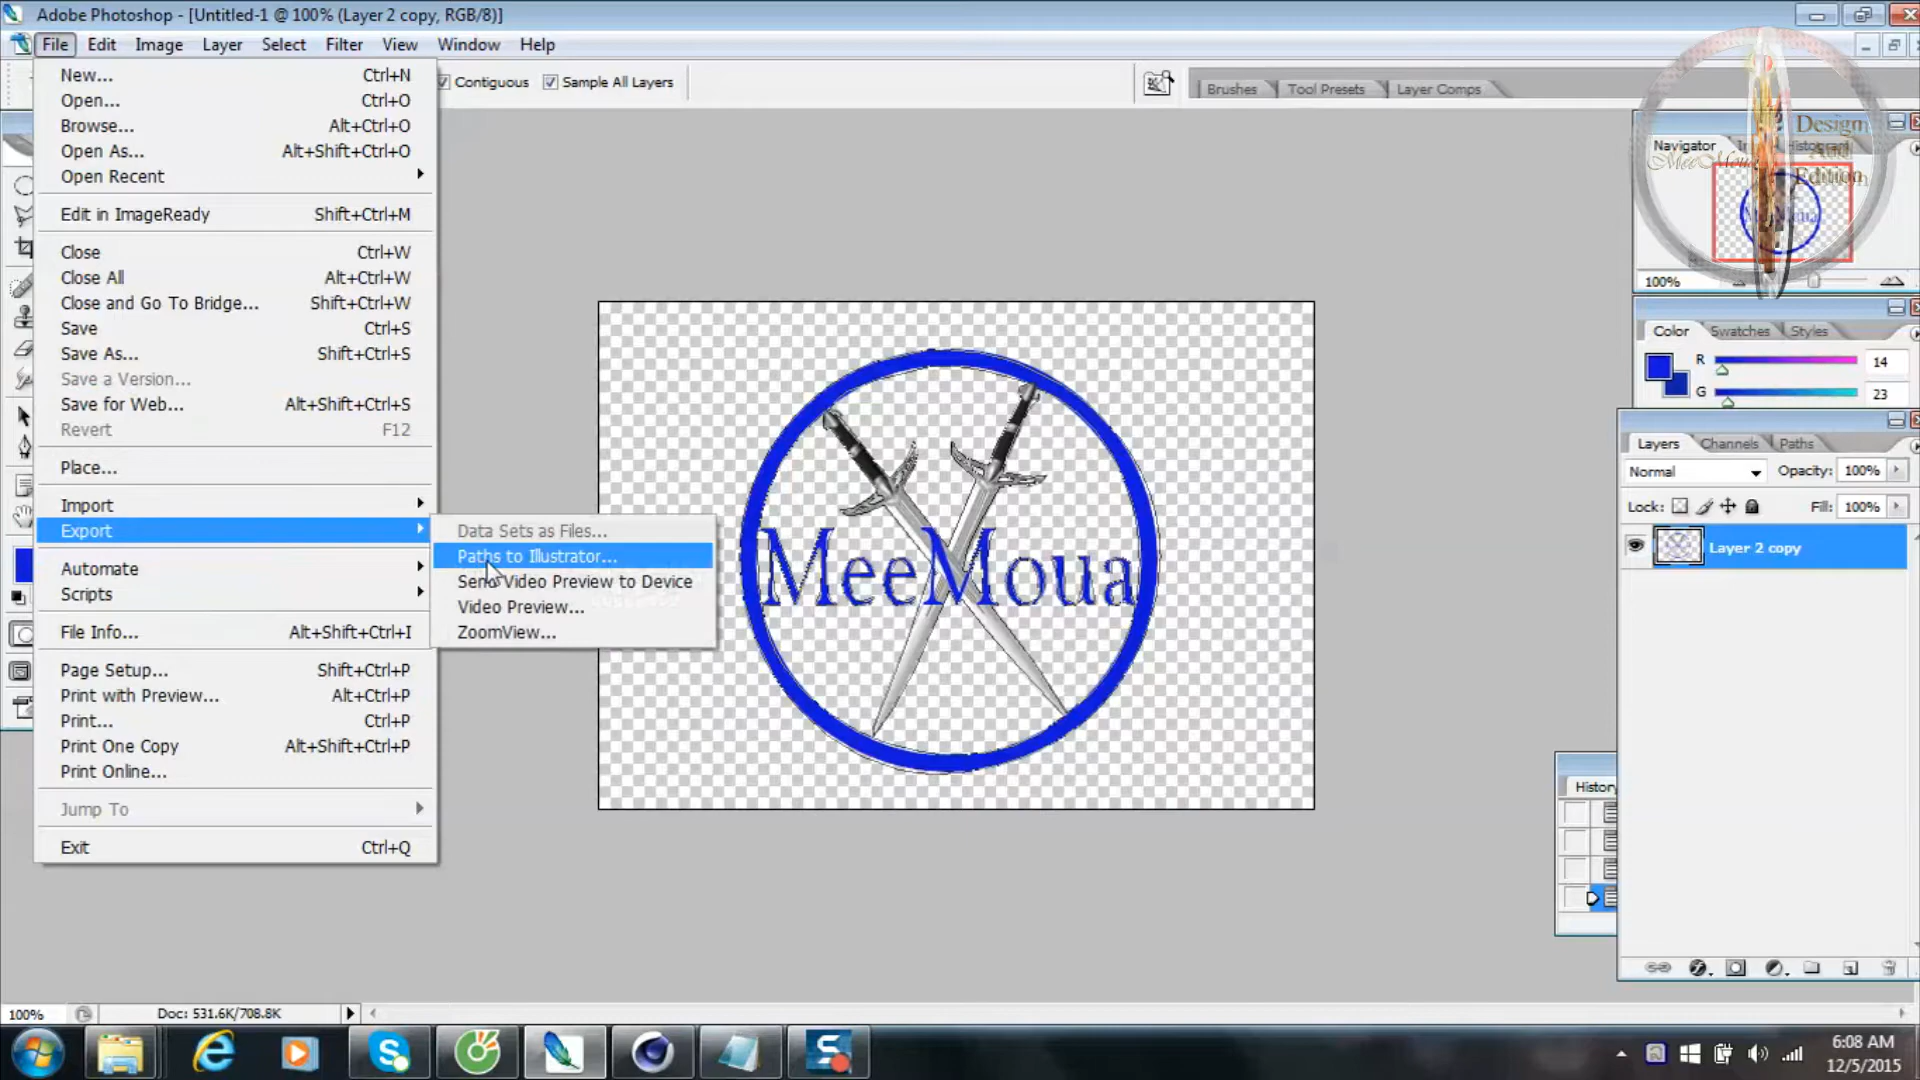 Adobe Photoshop - [Untitled-1 @ 100% (Layer 2 copy, RGB/8)]
File Edit Image Layer Select Filter View Window Help
Contiguous Sample All Layers
Brushes Tool Presets Layer Comps
New... Ctrl+N
Open... Ctrl+O
Browse... Alt+Ctrl+O
Open As... Alt+Shift+Ctrl+O
Open Recent
Edit in ImageReady Shift+Ctrl+M
Close Ctrl+W
Close All Alt+Ctrl+W
Close and Go To Bridge... Shift+Ctrl+W
Save Ctrl+S
Save As... Shift+Ctrl+S
Save a Version...
Save for Web... Alt+Shift+Ctrl+S
Revert F12
Place...
Import
Export
Automate
Scripts
File Info... Alt+Shift+Ctrl+I
Page Setup... Shift+Ctrl+P
Print with Preview... Alt+Ctrl+P
Print... Ctrl+P
Print One Copy Alt+Shift+Ctrl+P
Print Online...
Jump To
Exit Ctrl+Q
Data Sets as Files...
Paths to Illustrator...
Send Video Preview to Device
Video Preview...
ZoomView...
MeeMoua
Design
And
Edition
MeeMoua
Navigator Histogram
MeeMoua
100%
Color Swatches Styles
R 14
G 23
Layers Channels Paths
Normal Opacity: 100%
Lock: Fill: 100%
Layer 2 copy
History
100% Doc: 531.6K/708.8K
6:08 AM
12/5/2015